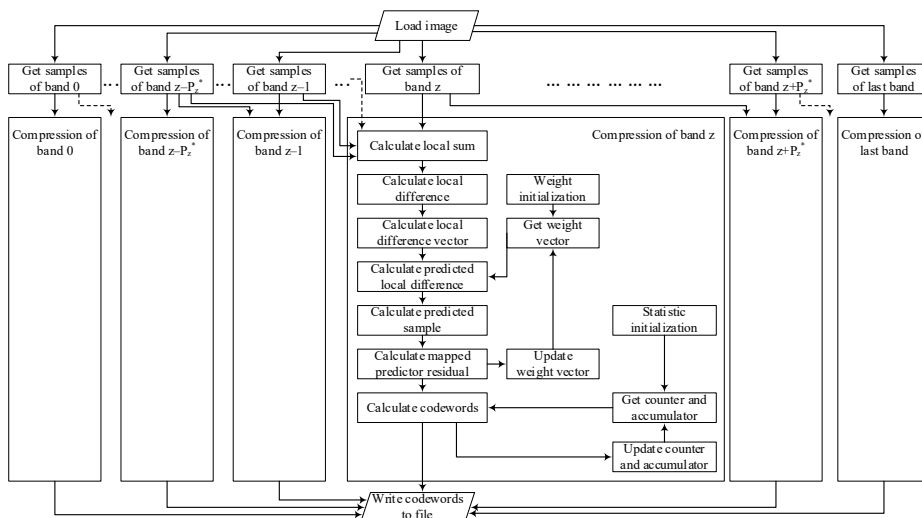 Load image
Get samples
of band 0
...
Get samples
of band z–Pz*
...
Get samples
of band z–1
...
Get samples of
band z
... ... ... ... ... ...
Get samples
of band z+Pz*
...
Get samples
of last band
Compression of
band 0
Compression of
band z–Pz*
Compression of
band z–1
Compression of band z
Compression of
band z+Pz*
Compression of
last band
Calculate local sum
Calculate local
difference
Weight
initialization
Calculate local
difference vector
Get weight
vector
Calculate predicted
local difference
Calculate predicted
sample
Statistic
initialization
Calculate mapped
predictor residual
Update
weight vector
Calculate codewords
Get counter and
accumulator
Update counter
and accumulator
Write codewords
to file